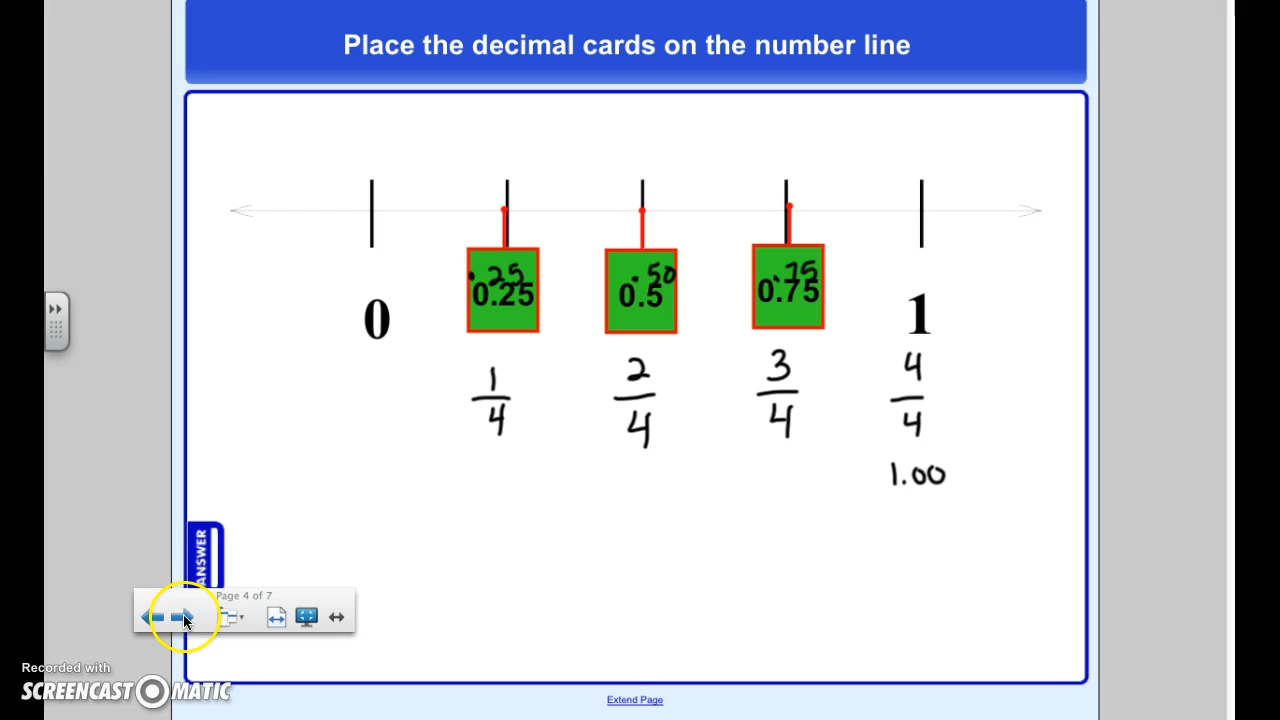 Place the decimal cards on the number line
.25 .50 .75
0 0.25 0.5 0.75 1
1/4 2/4 3/4 4/4
1.00
ANSWER
Page 4 of 7
Recorded with
SCREENCAST O MATIC
Extend Page